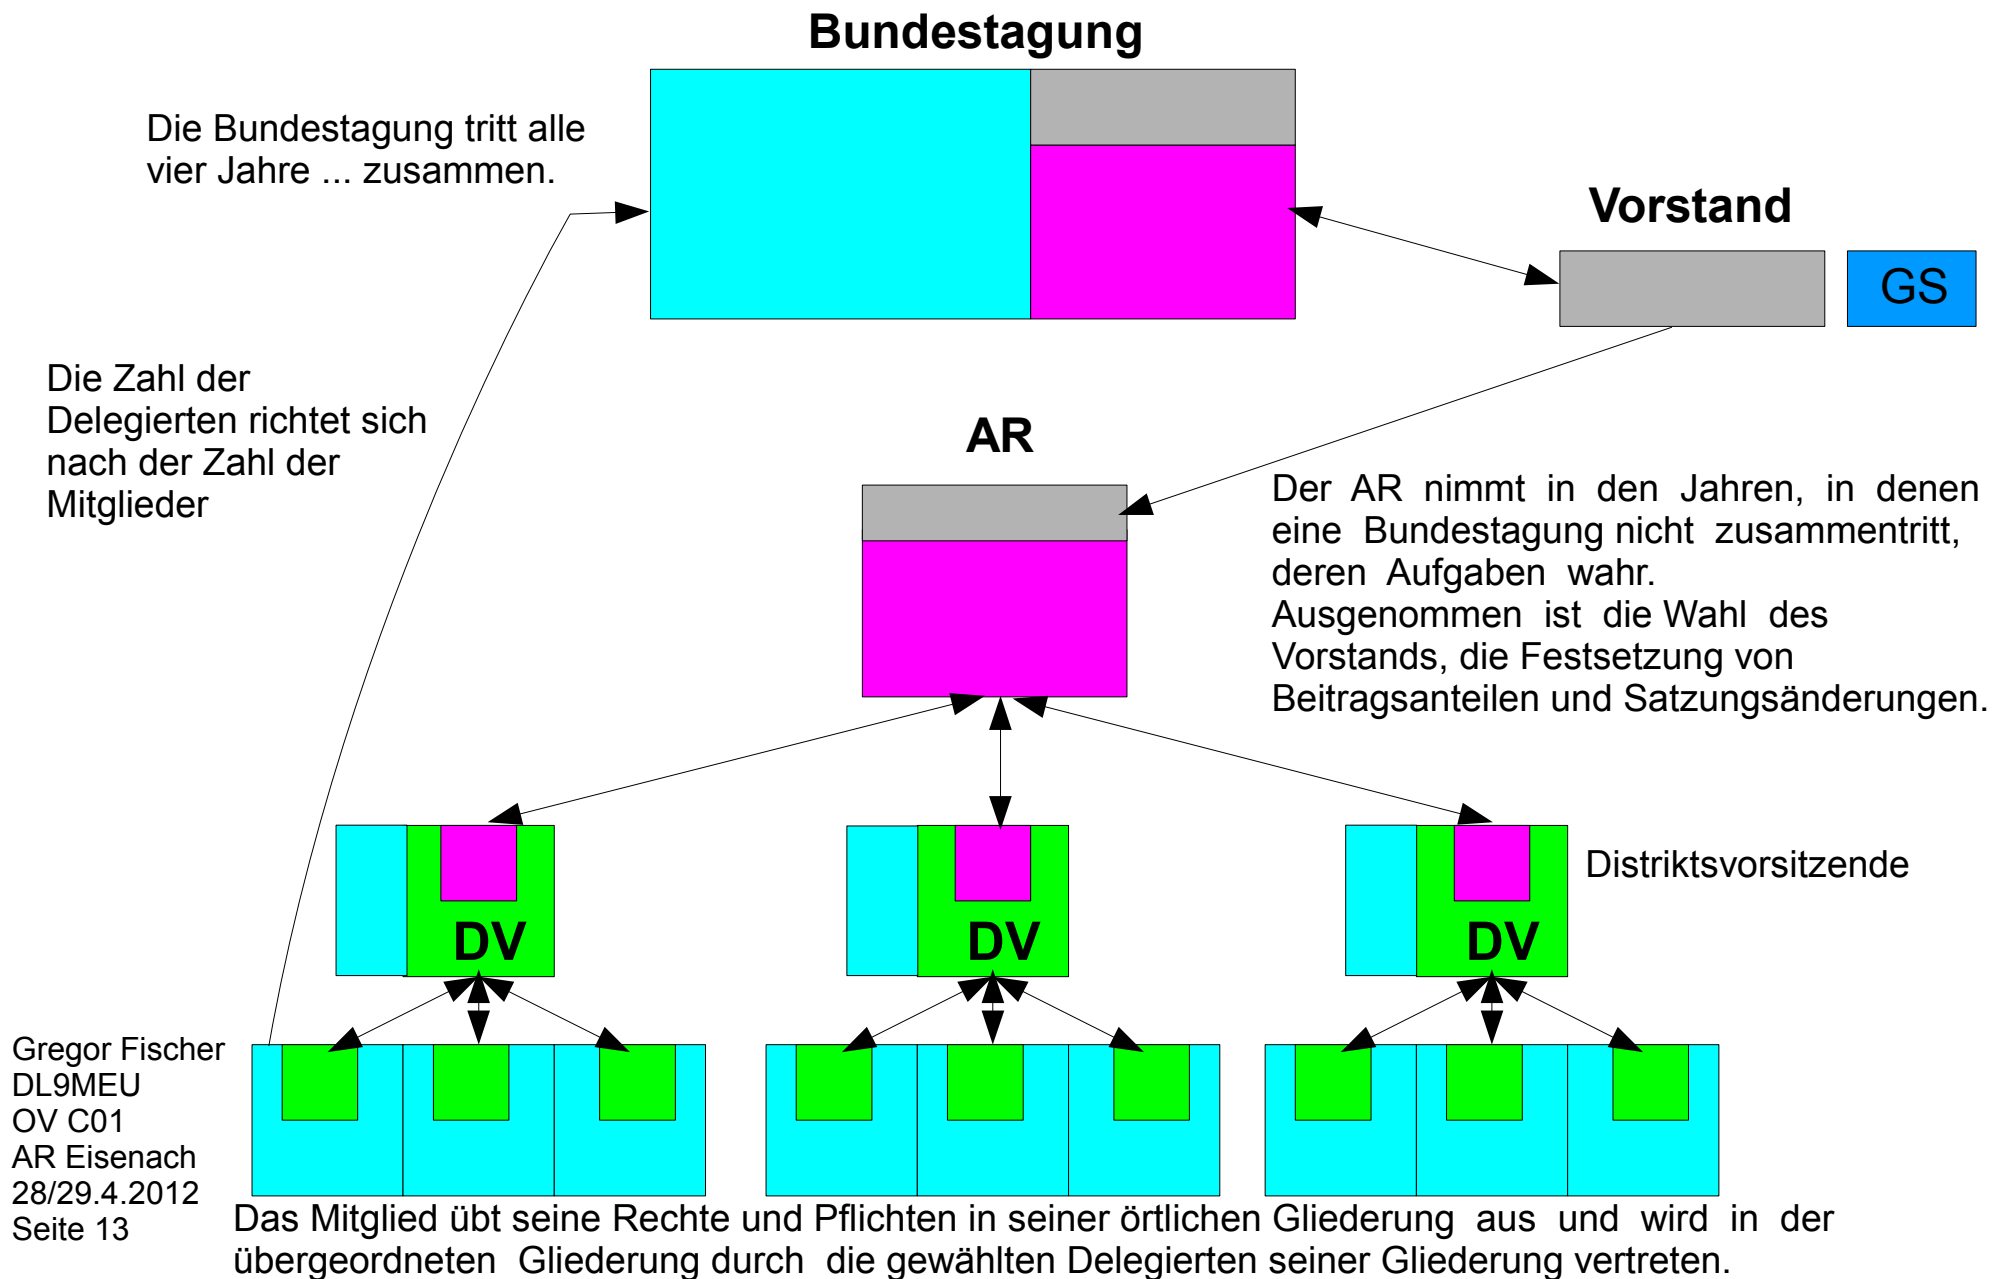 Bundestagung
Die Bundestagung tritt alle
vier Jahre ... zusammen.
Vorstand
GS
Die Zahl der
Delegierten richtet sich
nach der Zahl der
Mitglieder
AR
Der AR nimmt in den Jahren, in denen
eine Bundestagung nicht zusammentritt,
deren Aufgaben wahr.
Ausgenommen ist die Wahl des
Vorstands, die Festsetzung von
Beitragsanteilen und Satzungsänderungen.
Distriktsvorsitzende
DV
DV
DV
Gregor Fischer
DL9MEU
OV C01
AR Eisenach
28/29.4.2012
Seite 13
Das Mitglied übt seine Rechte und Pflichten in seiner örtlichen Gliederung aus und wird in der
übergeordneten Gliederung durch die gewählten Delegierten seiner Gliederung vertreten.